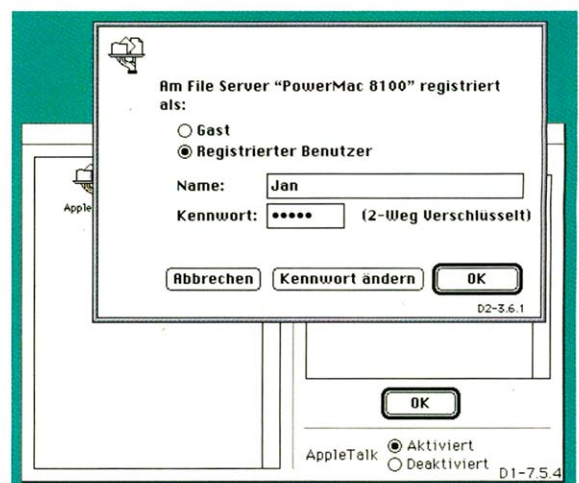 Am File Server “PowerMac 8100” registriert
als:
Gast
Registrierter Benutzer
Name: Jan
Kennwort: ••••• (2-Weg Verschlüsselt)
Abbrechen Kennwort ändern OK
D2-3.6.1
Apple
OK
AppleTalk Aktiviert
Deaktiviert
D1-7.5.4